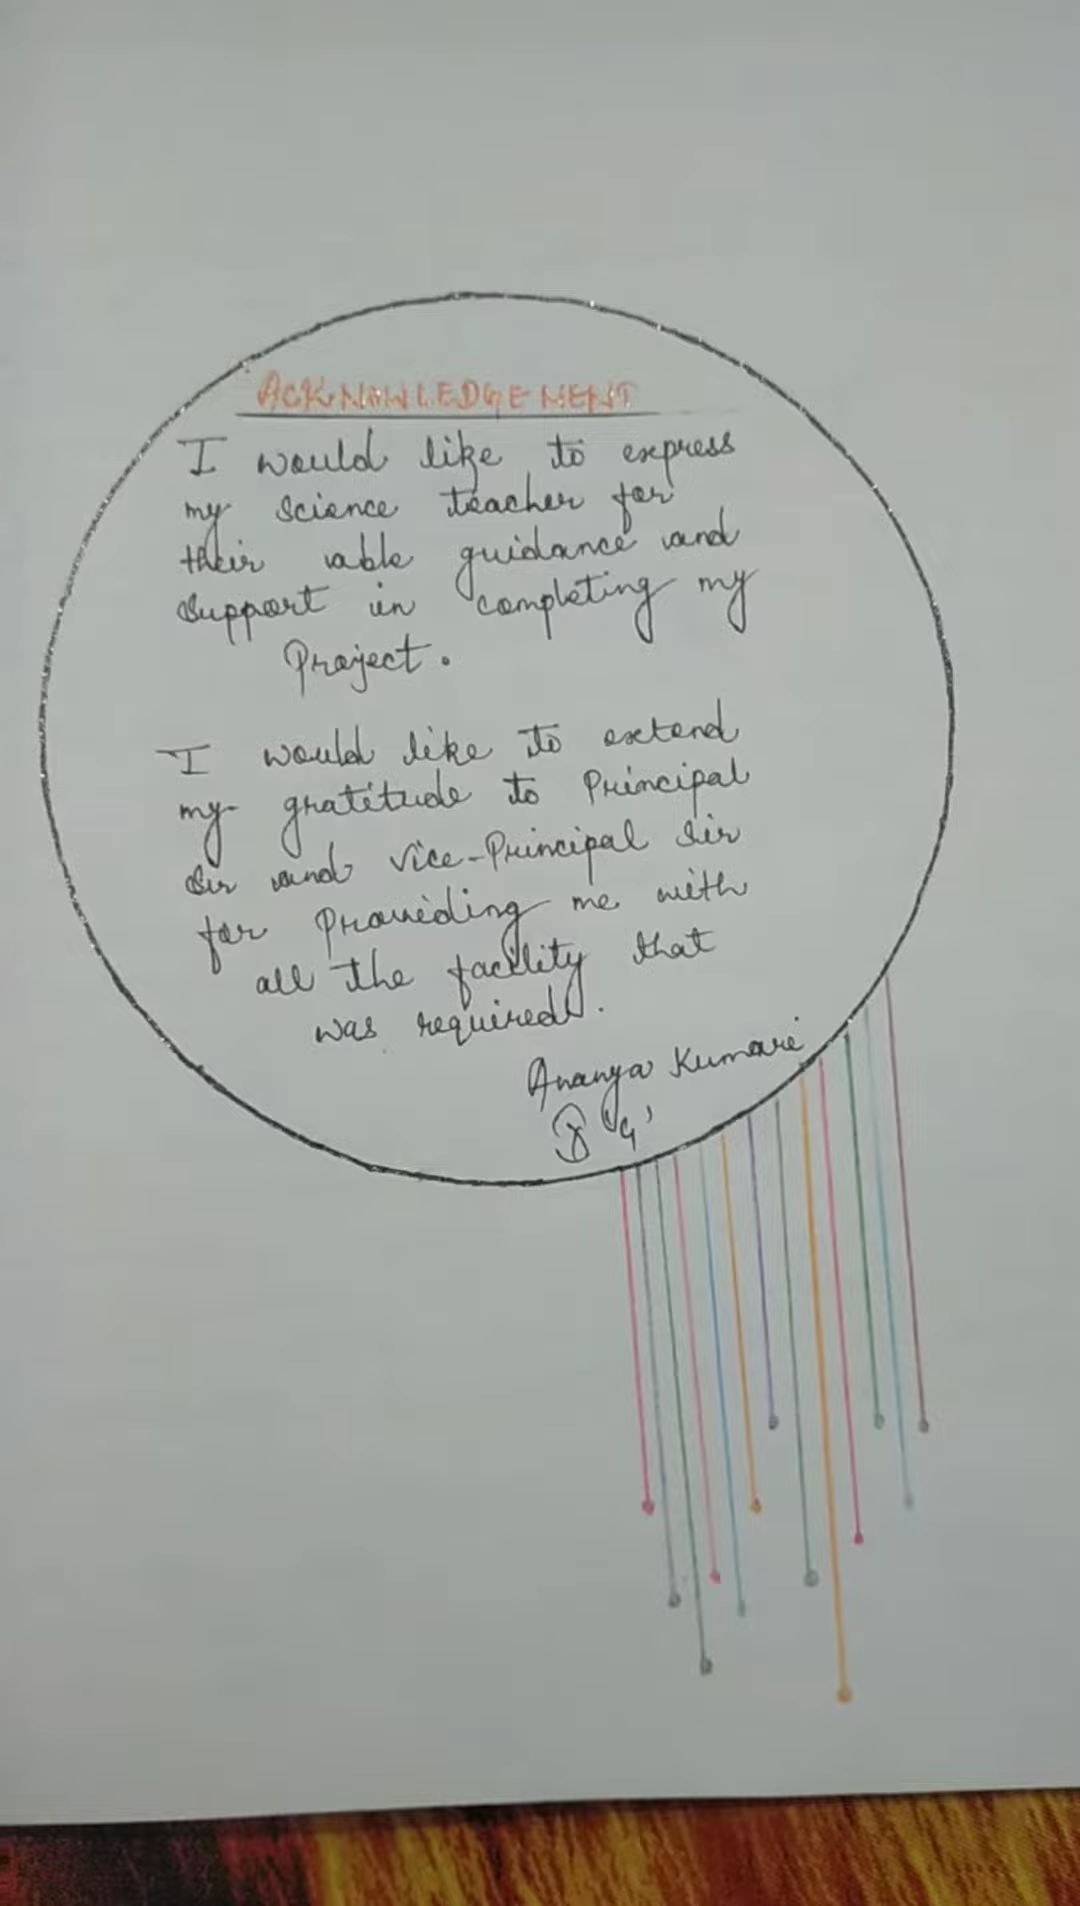 ACKNOWLEDGEMENT
I would like to express
my science teacher for
their able guidance and
support in completing my
Project.
I would like to extend
my gratitude to Principal
Sir and vice-Principal Sir
for Providing me with
all the facility that
was required.
Ananya Kumari
'G'